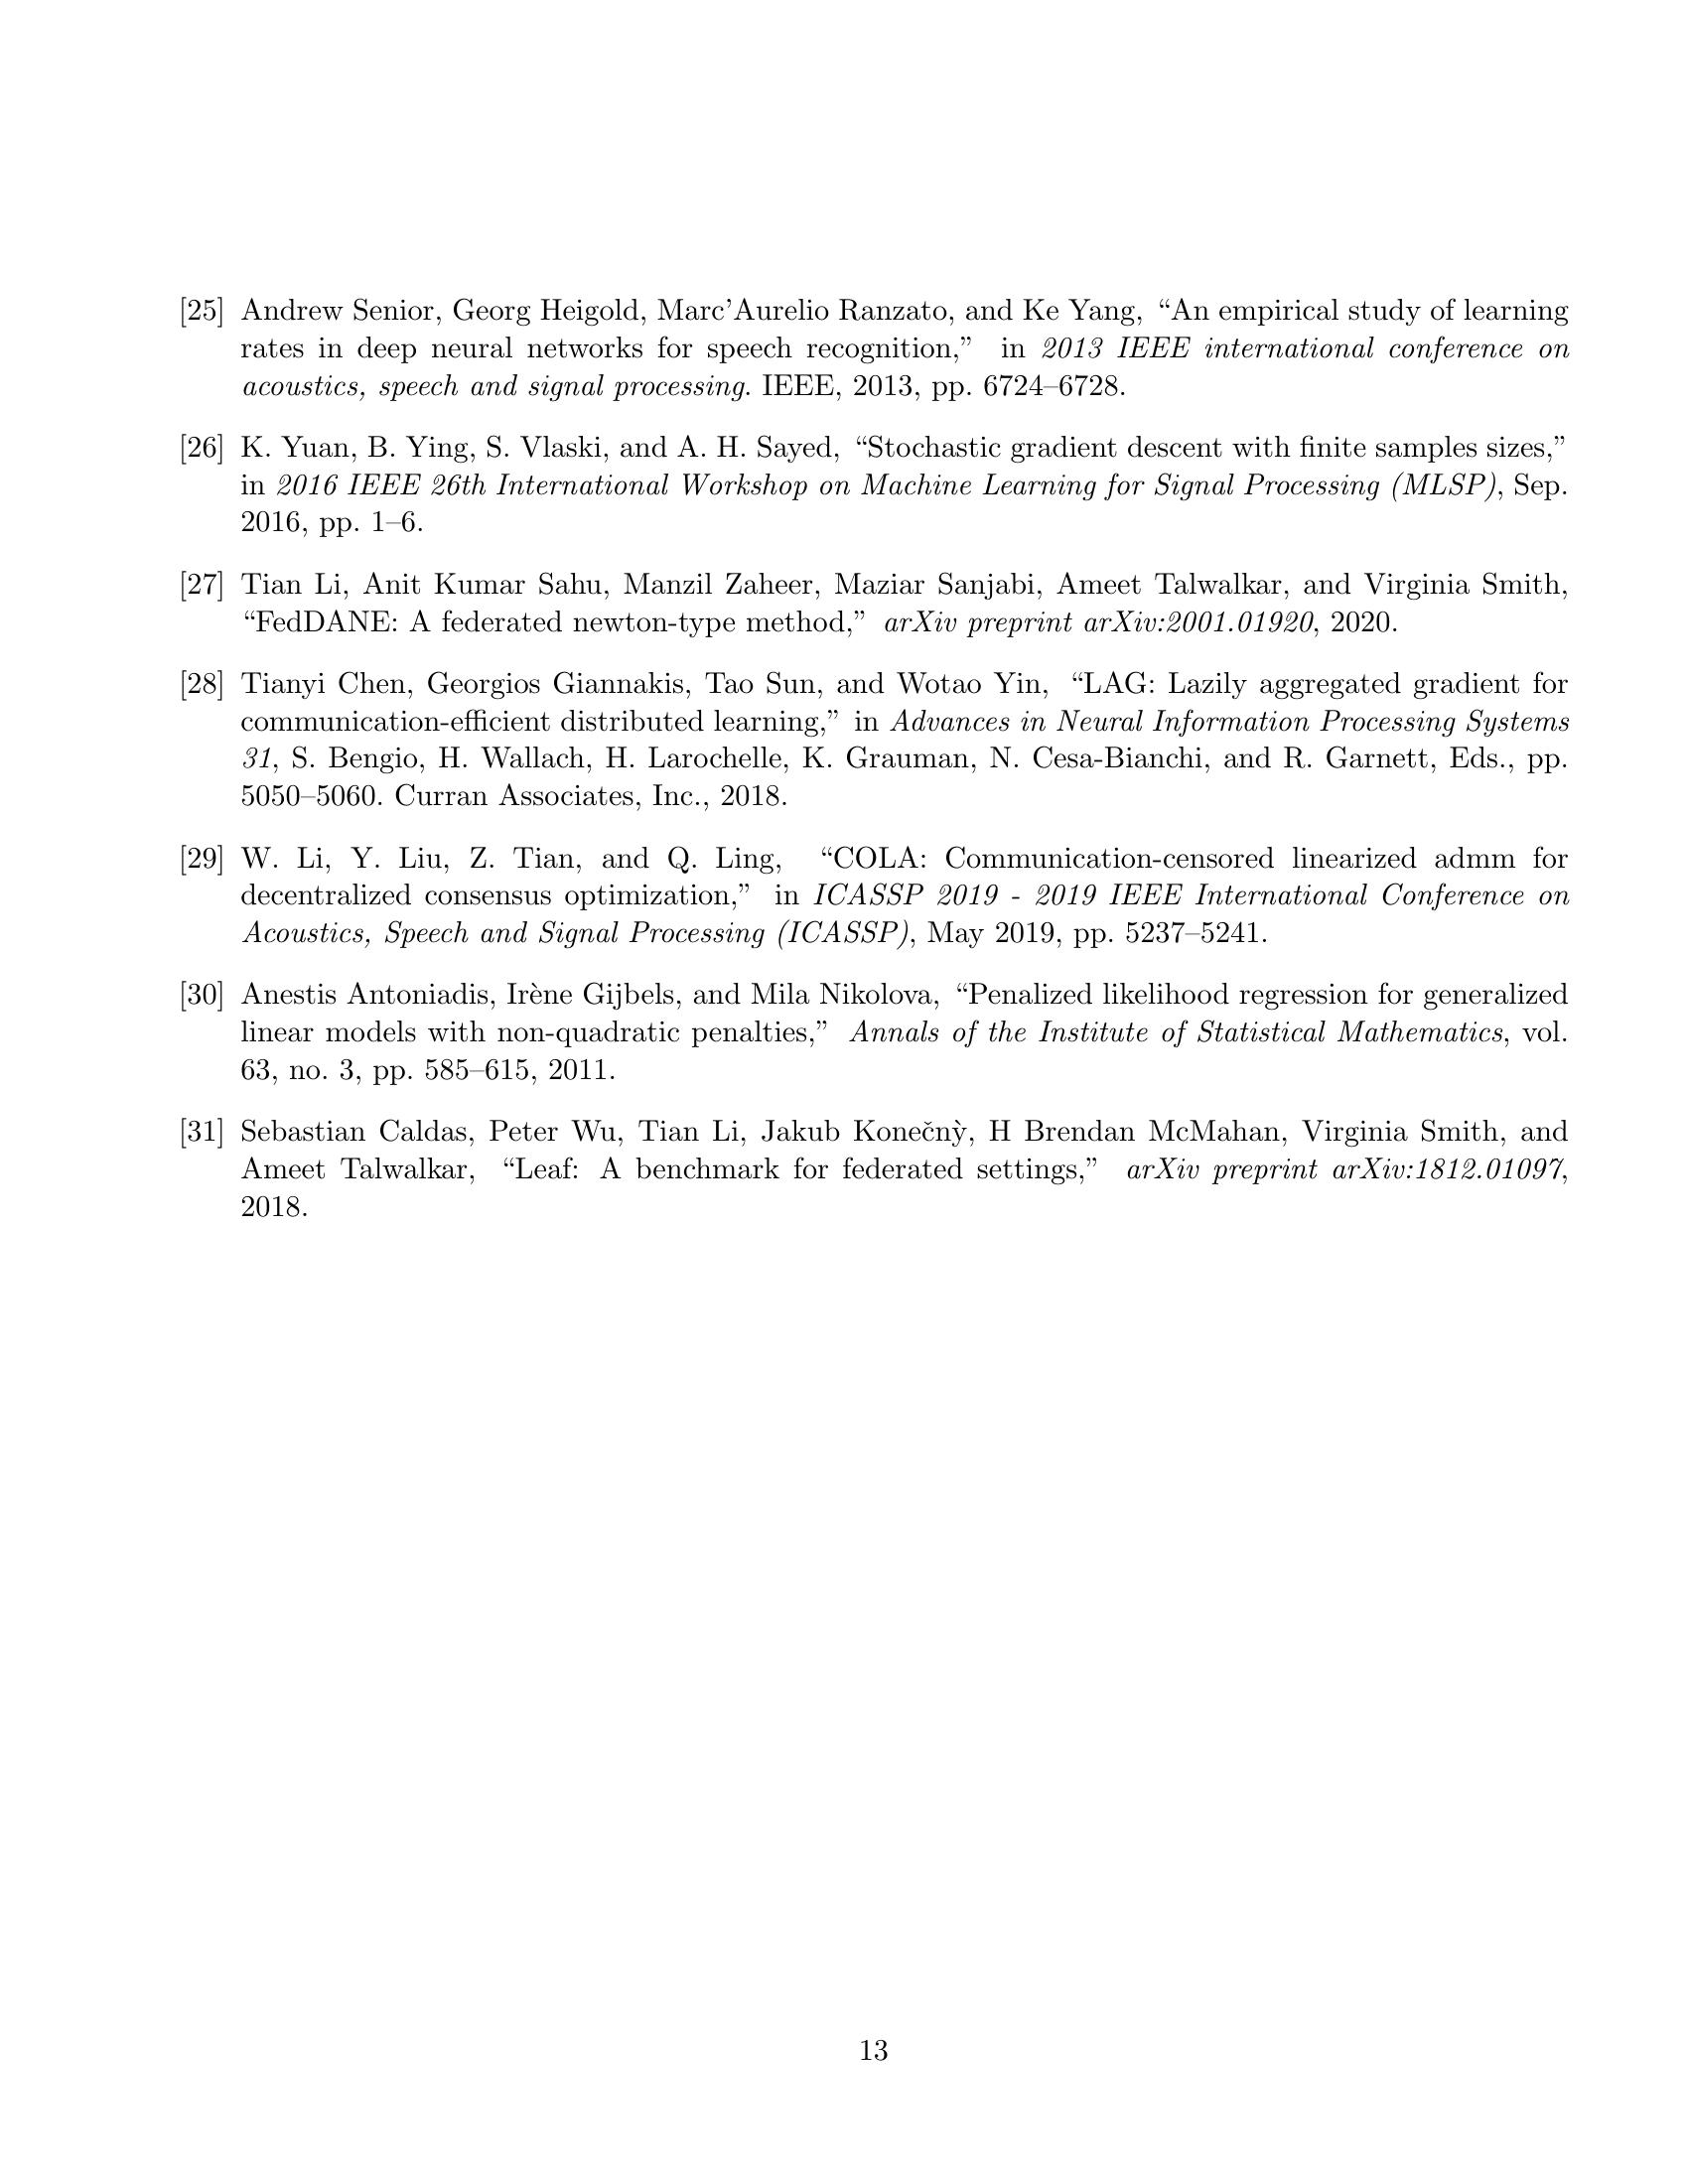 [25] Andrew Senior, Georg Heigold, Marc’Aurelio Ranzato, and Ke Yang, “An empirical study of learning
rates in deep neural networks for speech recognition,” in 2013 IEEE international conference on
acoustics, speech and signal processing. IEEE, 2013, pp. 6724–6728.
[26] K. Yuan, B. Ying, S. Vlaski, and A. H. Sayed, “Stochastic gradient descent with finite samples sizes,”
in 2016 IEEE 26th International Workshop on Machine Learning for Signal Processing (MLSP), Sep.
2016, pp. 1–6.
[27] Tian Li, Anit Kumar Sahu, Manzil Zaheer, Maziar Sanjabi, Ameet Talwalkar, and Virginia Smith,
“FedDANE: A federated newton-type method,” arXiv preprint arXiv:2001.01920, 2020.
[28] Tianyi Chen, Georgios Giannakis, Tao Sun, and Wotao Yin, “LAG: Lazily aggregated gradient for
communication-efficient distributed learning,” in Advances in Neural Information Processing Systems
31, S. Bengio, H. Wallach, H. Larochelle, K. Grauman, N. Cesa-Bianchi, and R. Garnett, Eds., pp.
5050–5060. Curran Associates, Inc., 2018.
[29] W. Li, Y. Liu, Z. Tian, and Q. Ling, “COLA: Communication-censored linearized admm for
decentralized consensus optimization,” in ICASSP 2019 - 2019 IEEE International Conference on
Acoustics, Speech and Signal Processing (ICASSP), May 2019, pp. 5237–5241.
[30] Anestis Antoniadis, Irène Gijbels, and Mila Nikolova, “Penalized likelihood regression for generalized
linear models with non-quadratic penalties,” Annals of the Institute of Statistical Mathematics, vol.
63, no. 3, pp. 585–615, 2011.
[31] Sebastian Caldas, Peter Wu, Tian Li, Jakub Konečnỳ, H Brendan McMahan, Virginia Smith, and
Ameet Talwalkar, “Leaf: A benchmark for federated settings,” arXiv preprint arXiv:1812.01097,
2018.
13